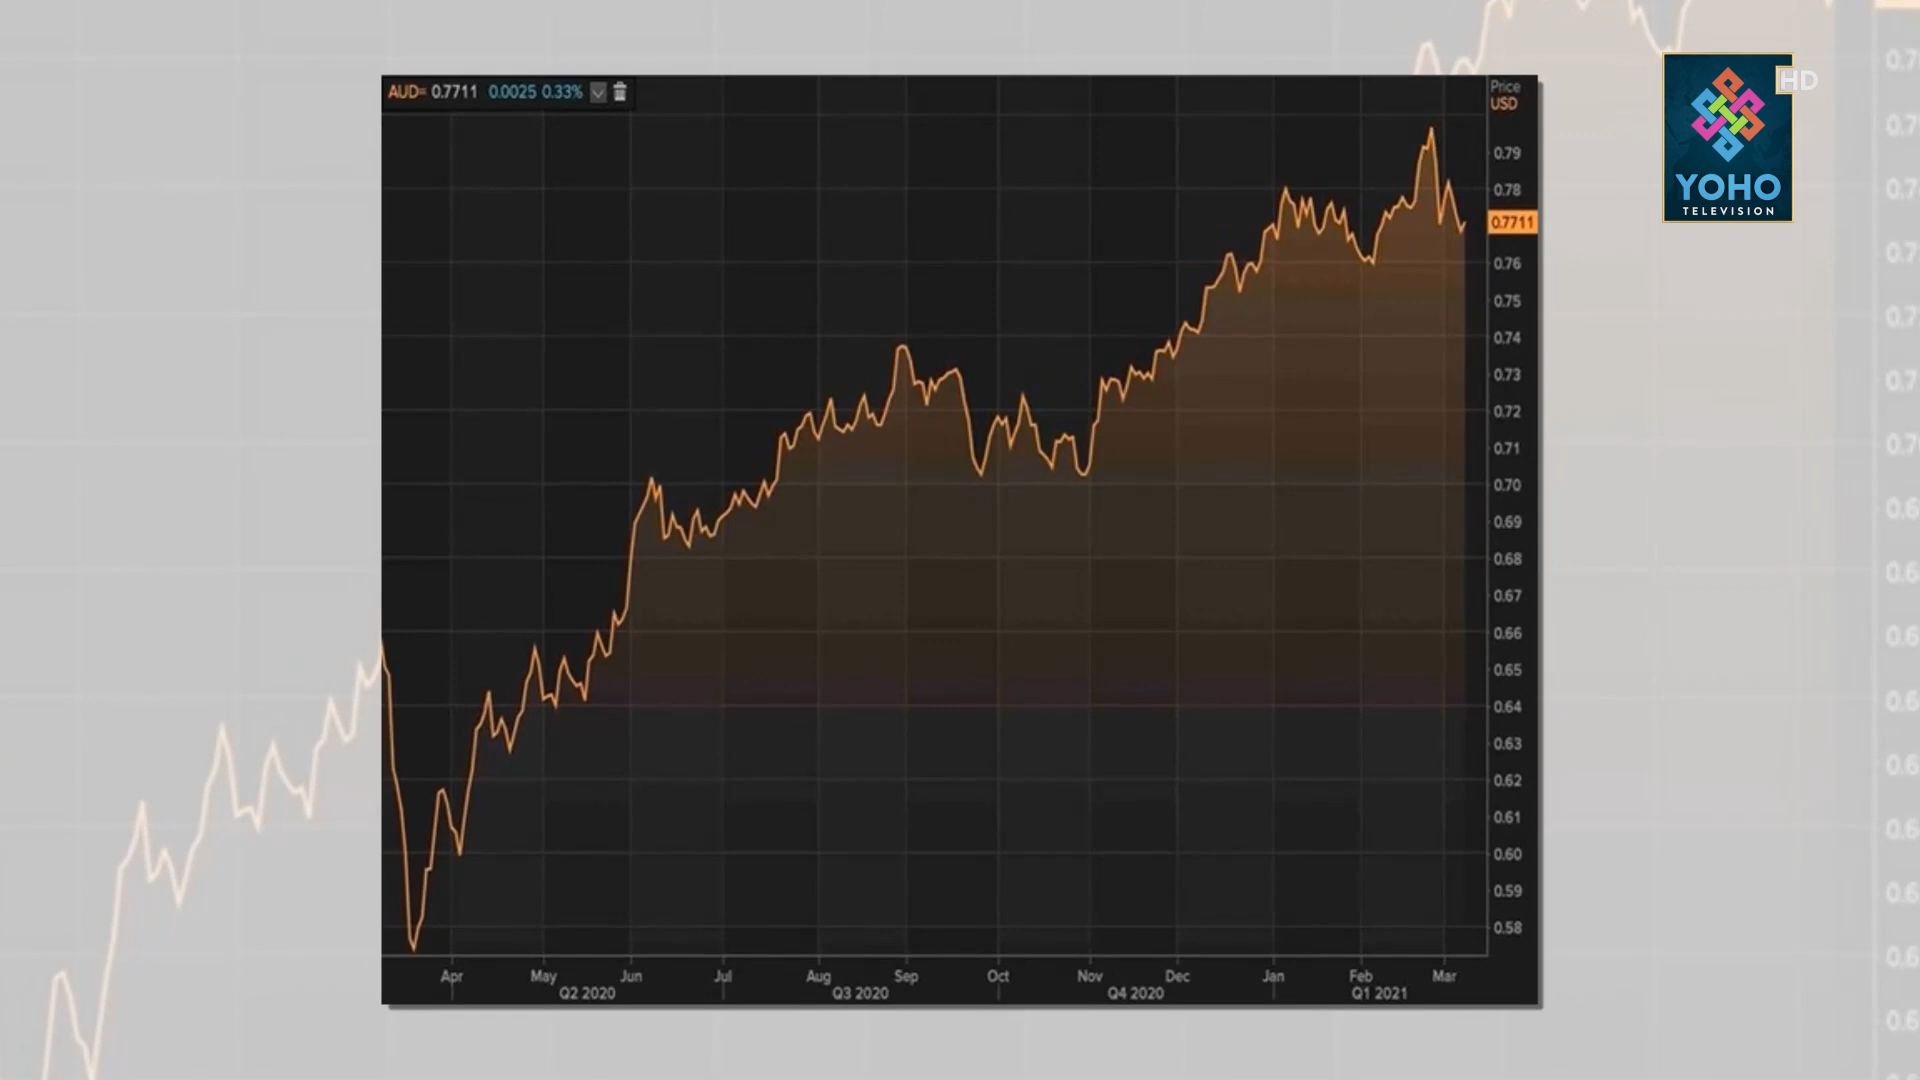 AUD= 0.7711 0.0025 0.33%
Price
USD
0.79
0.78
0.7711
0.76
0.75
0.74
0.73
0.72
0.71
0.70
0.69
0.68
0.67
0.66
0.65
0.64
0.63
0.62
0.61
0.60
0.59
0.58
Apr May Jun Jul Aug Sep Oct Nov Dec Jan Feb Mar
Q2 2020 Q3 2020 Q4 2020 Q1 2021
HD
YOHO
TELEVISION